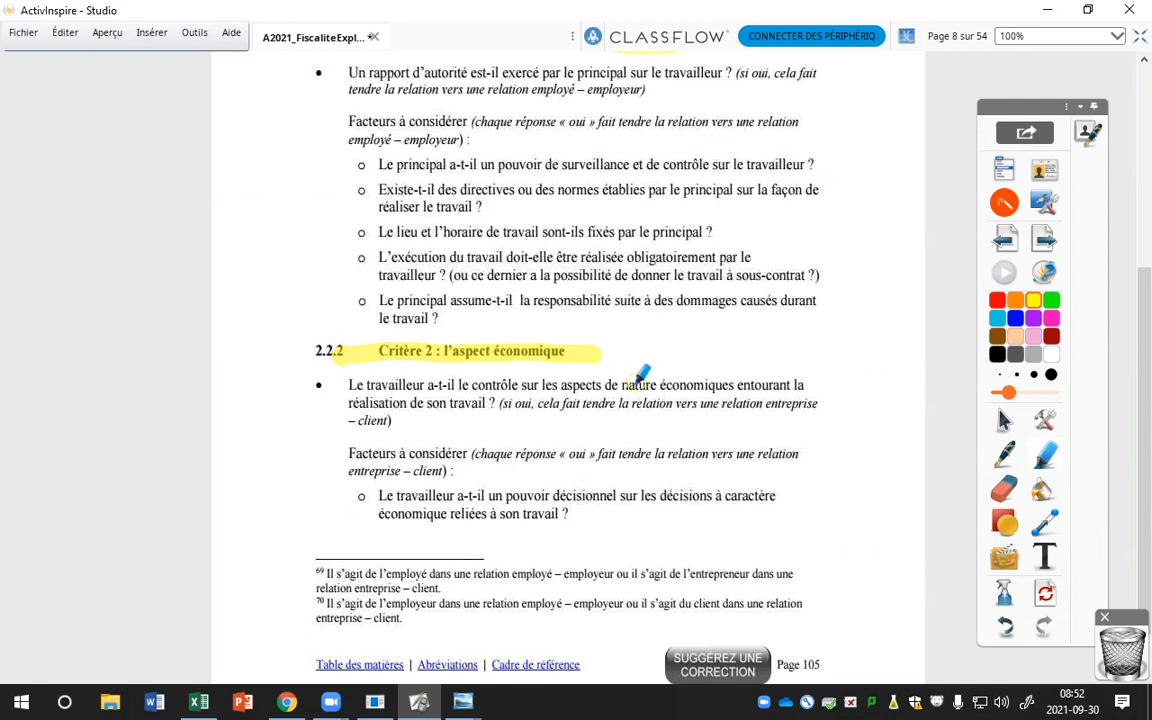 ActivInspire - Studio
Fichier Éditer Aperçu Insérer Outils Aide
A2021_FiscaliteExpl...
CLASSFLOW
CONNECTER DES PÉRIPHÉRIQ
Page 8 sur 54
100%
• Un rapport d'autorité est-il exercé par le principal sur le travailleur ? (si oui, cela fait
tendre la relation vers une relation employé – employeur)
Facteurs à considérer (chaque réponse « oui » fait tendre la relation vers une relation
employé – employeur) :
o Le principal a-t-il un pouvoir de surveillance et de contrôle sur le travailleur ?
o Existe-t-il des directives ou des normes établies par le principal sur la façon de
réaliser le travail ?
o Le lieu et l'horaire de travail sont-ils fixés par le principal ?
o L'exécution du travail doit-elle être réalisée obligatoirement par le
travailleur ? (ou ce dernier a la possibilité de donner le travail à sous-contrat ?)
o Le principal assume-t-il la responsabilité suite à des dommages causés durant
le travail ?
2.2.2 Critère 2 : l'aspect économique
• Le travailleur a-t-il le contrôle sur les aspects de nature économiques entourant la
réalisation de son travail ? (si oui, cela fait tendre la relation vers une relation entreprise
– client)
Facteurs à considérer (chaque réponse « oui » fait tendre la relation vers une relation
entreprise – client) :
o Le travailleur a-t-il un pouvoir décisionnel sur les décisions à caractère
économique reliées à son travail ?
69 Il s'agit de l'employé dans une relation employé – employeur ou il s'agit de l'entrepreneur dans une
relation entreprise – client.
70 Il s'agit de l'employeur dans une relation employé – employeur ou il s'agit du client dans une relation
entreprise – client.
Table des matières | Abréviations | Cadre de référence
SUGGÉREZ UNE
CORRECTION
Page 105
08:52
2021-09-30